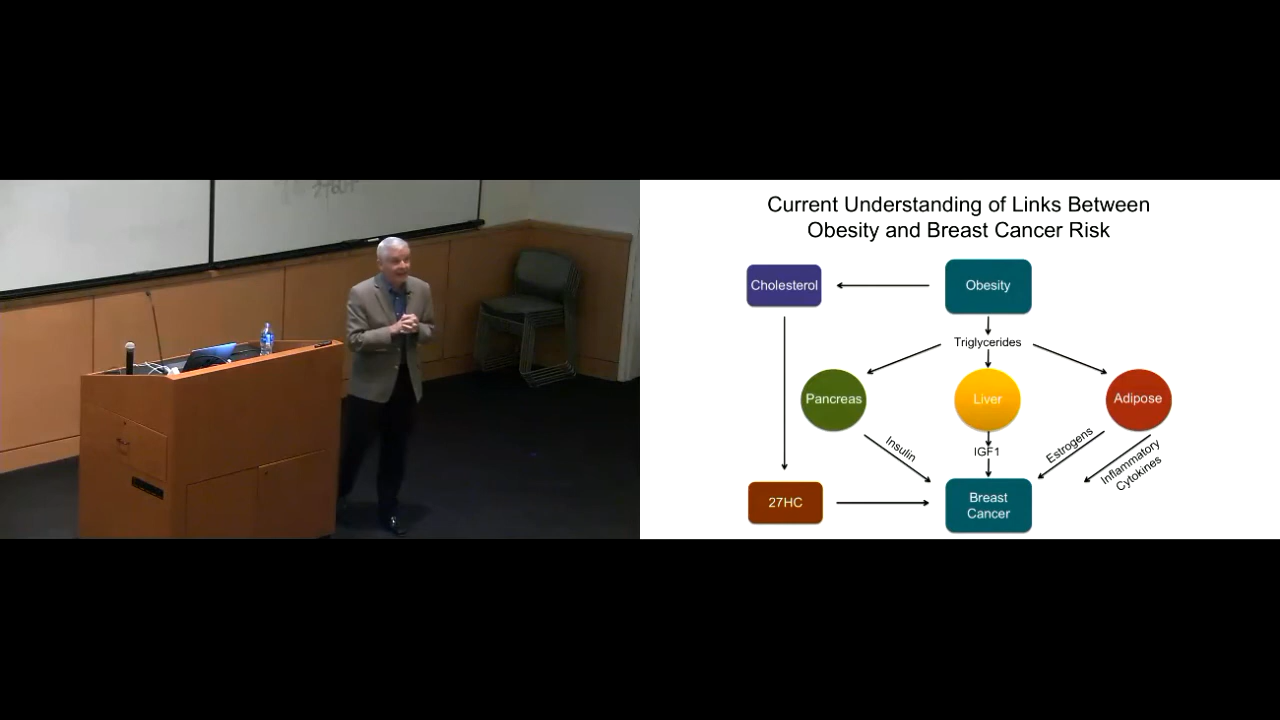 Current Understanding of Links Between
Obesity and Breast Cancer Risk
Cholesterol
Obesity
Triglycerides
Pancreas
Liver
Adipose
Insulin
IGF1
Estrogens
Inflammatory
Cytokines
27HC
Breast
Cancer